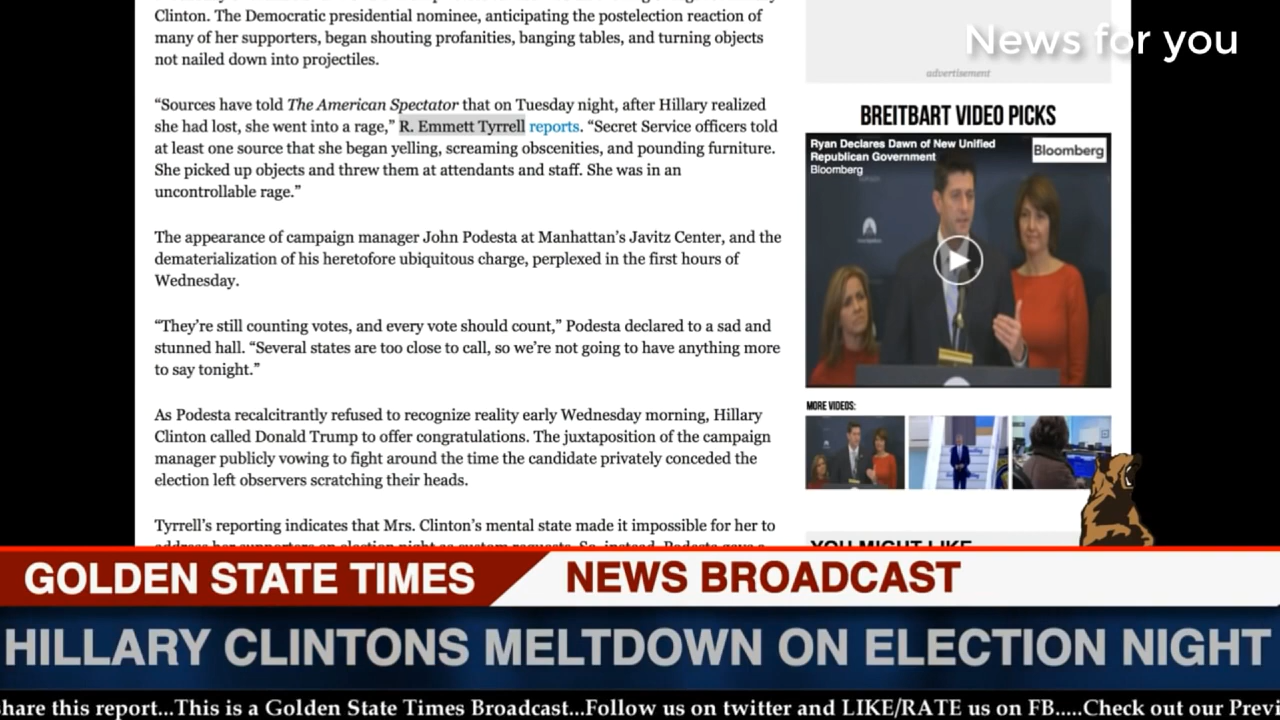 Clinton. The Democratic presidential nominee, anticipating the postelection reaction of
many of her supporters, began shouting profanities, banging tables, and turning objects
not nailed down into projectiles.
“Sources have told The American Spectator that on Tuesday night, after Hillary realized
she had lost, she went into a rage,” R. Emmett Tyrrell reports. “Secret Service officers told
at least one source that she began yelling, screaming obscenities, and pounding furniture.
She picked up objects and threw them at attendants and staff. She was in an
uncontrollable rage.”
The appearance of campaign manager John Podesta at Manhattan’s Javitz Center, and the
dematerialization of his heretofore ubiquitous charge, perplexed in the first hours of
Wednesday.
“They’re still counting votes, and every vote should count,” Podesta declared to a sad and
stunned hall. “Several states are too close to call, so we’re not going to have anything more
to say tonight.”
As Podesta recalcitrantly refused to recognize reality early Wednesday morning, Hillary
Clinton called Donald Trump to offer congratulations. The juxtaposition of the campaign
manager publicly vowing to fight around the time the candidate privately conceded the
election left observers scratching their heads.
Tyrrell’s reporting indicates that Mrs. Clinton’s mental state made it impossible for her to
News for you
advertisement
BREITBART VIDEO PICKS
Ryan Declares Dawn of New Unified
Republican Government
Bloomberg
Bloomberg
MORE VIDEOS:
YOU MIGHT LIKE
GOLDEN STATE TIMES
NEWS BROADCAST
HILLARY CLINTONS MELTDOWN ON ELECTION NIGHT
share this report...This is a Golden State Times Broadcast...Follow us on twitter and LIKE/RATE us on FB.....Check out our Previ